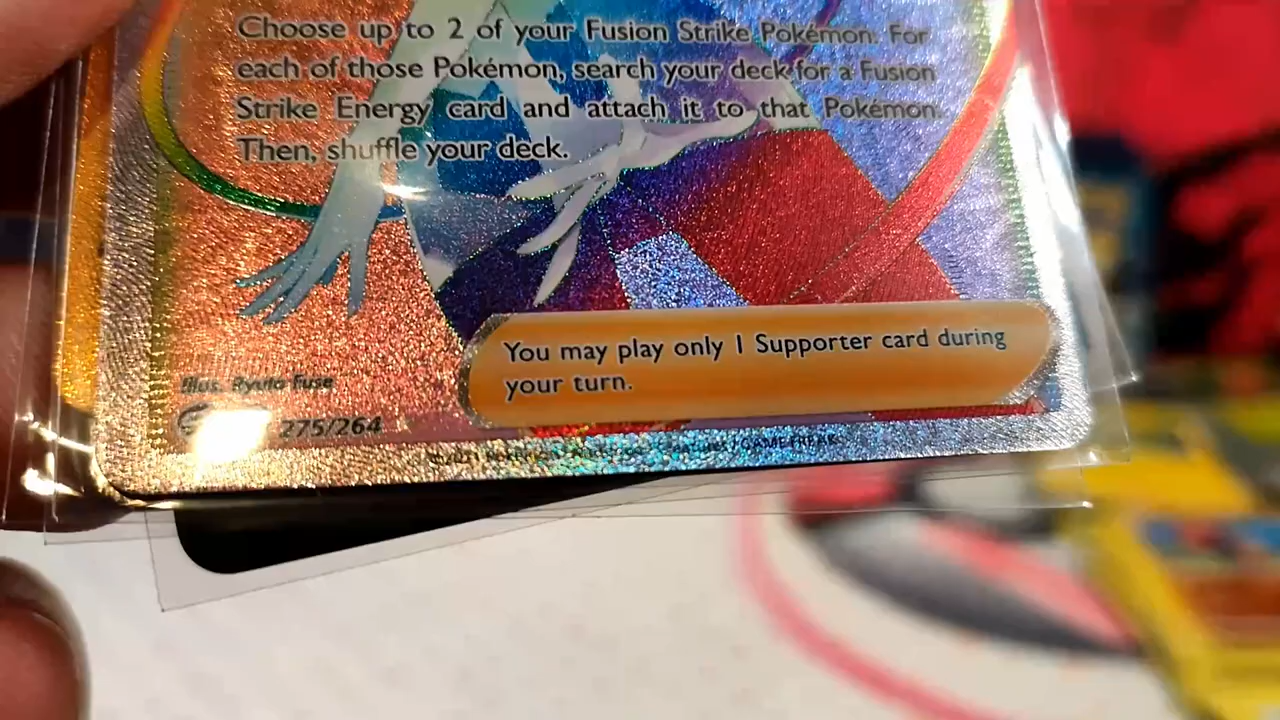 Choose up to 2 of your Fusion Strike Pokémon. For
each of those Pokémon, search your deck for a Fusion
Strike Energy card and attach it to that Pokémon.
Then, shuffle your deck.
You may play only 1 Supporter card during
your turn.
Illus. Ryuta Fuse
275/264
GAME FREAK